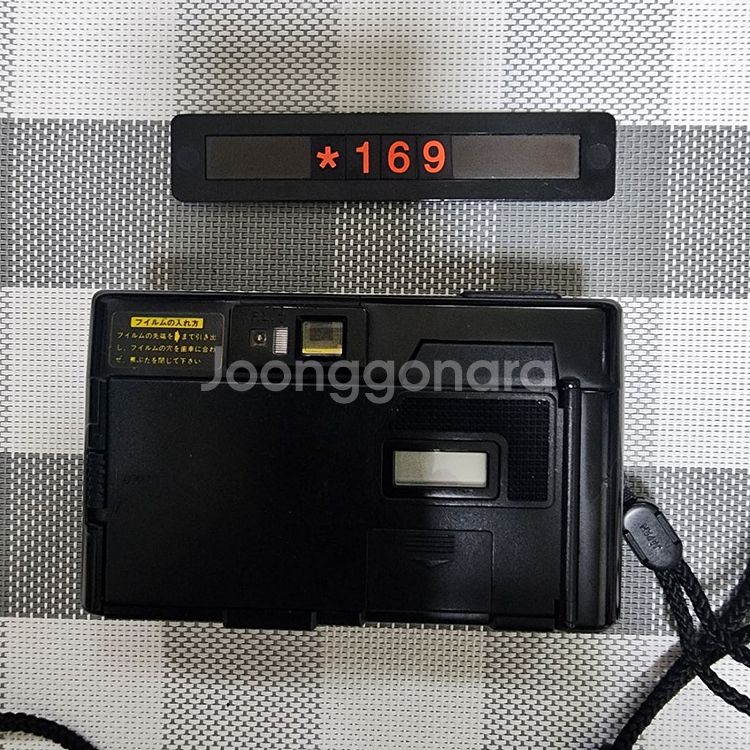 *169
フイルムの入れ方
フイルムの先端を▶まで引き出
し、フイルムの穴を歯車に合わ
せ、裏ぶたを閉じて下さい
Joonggonara
JAPAN